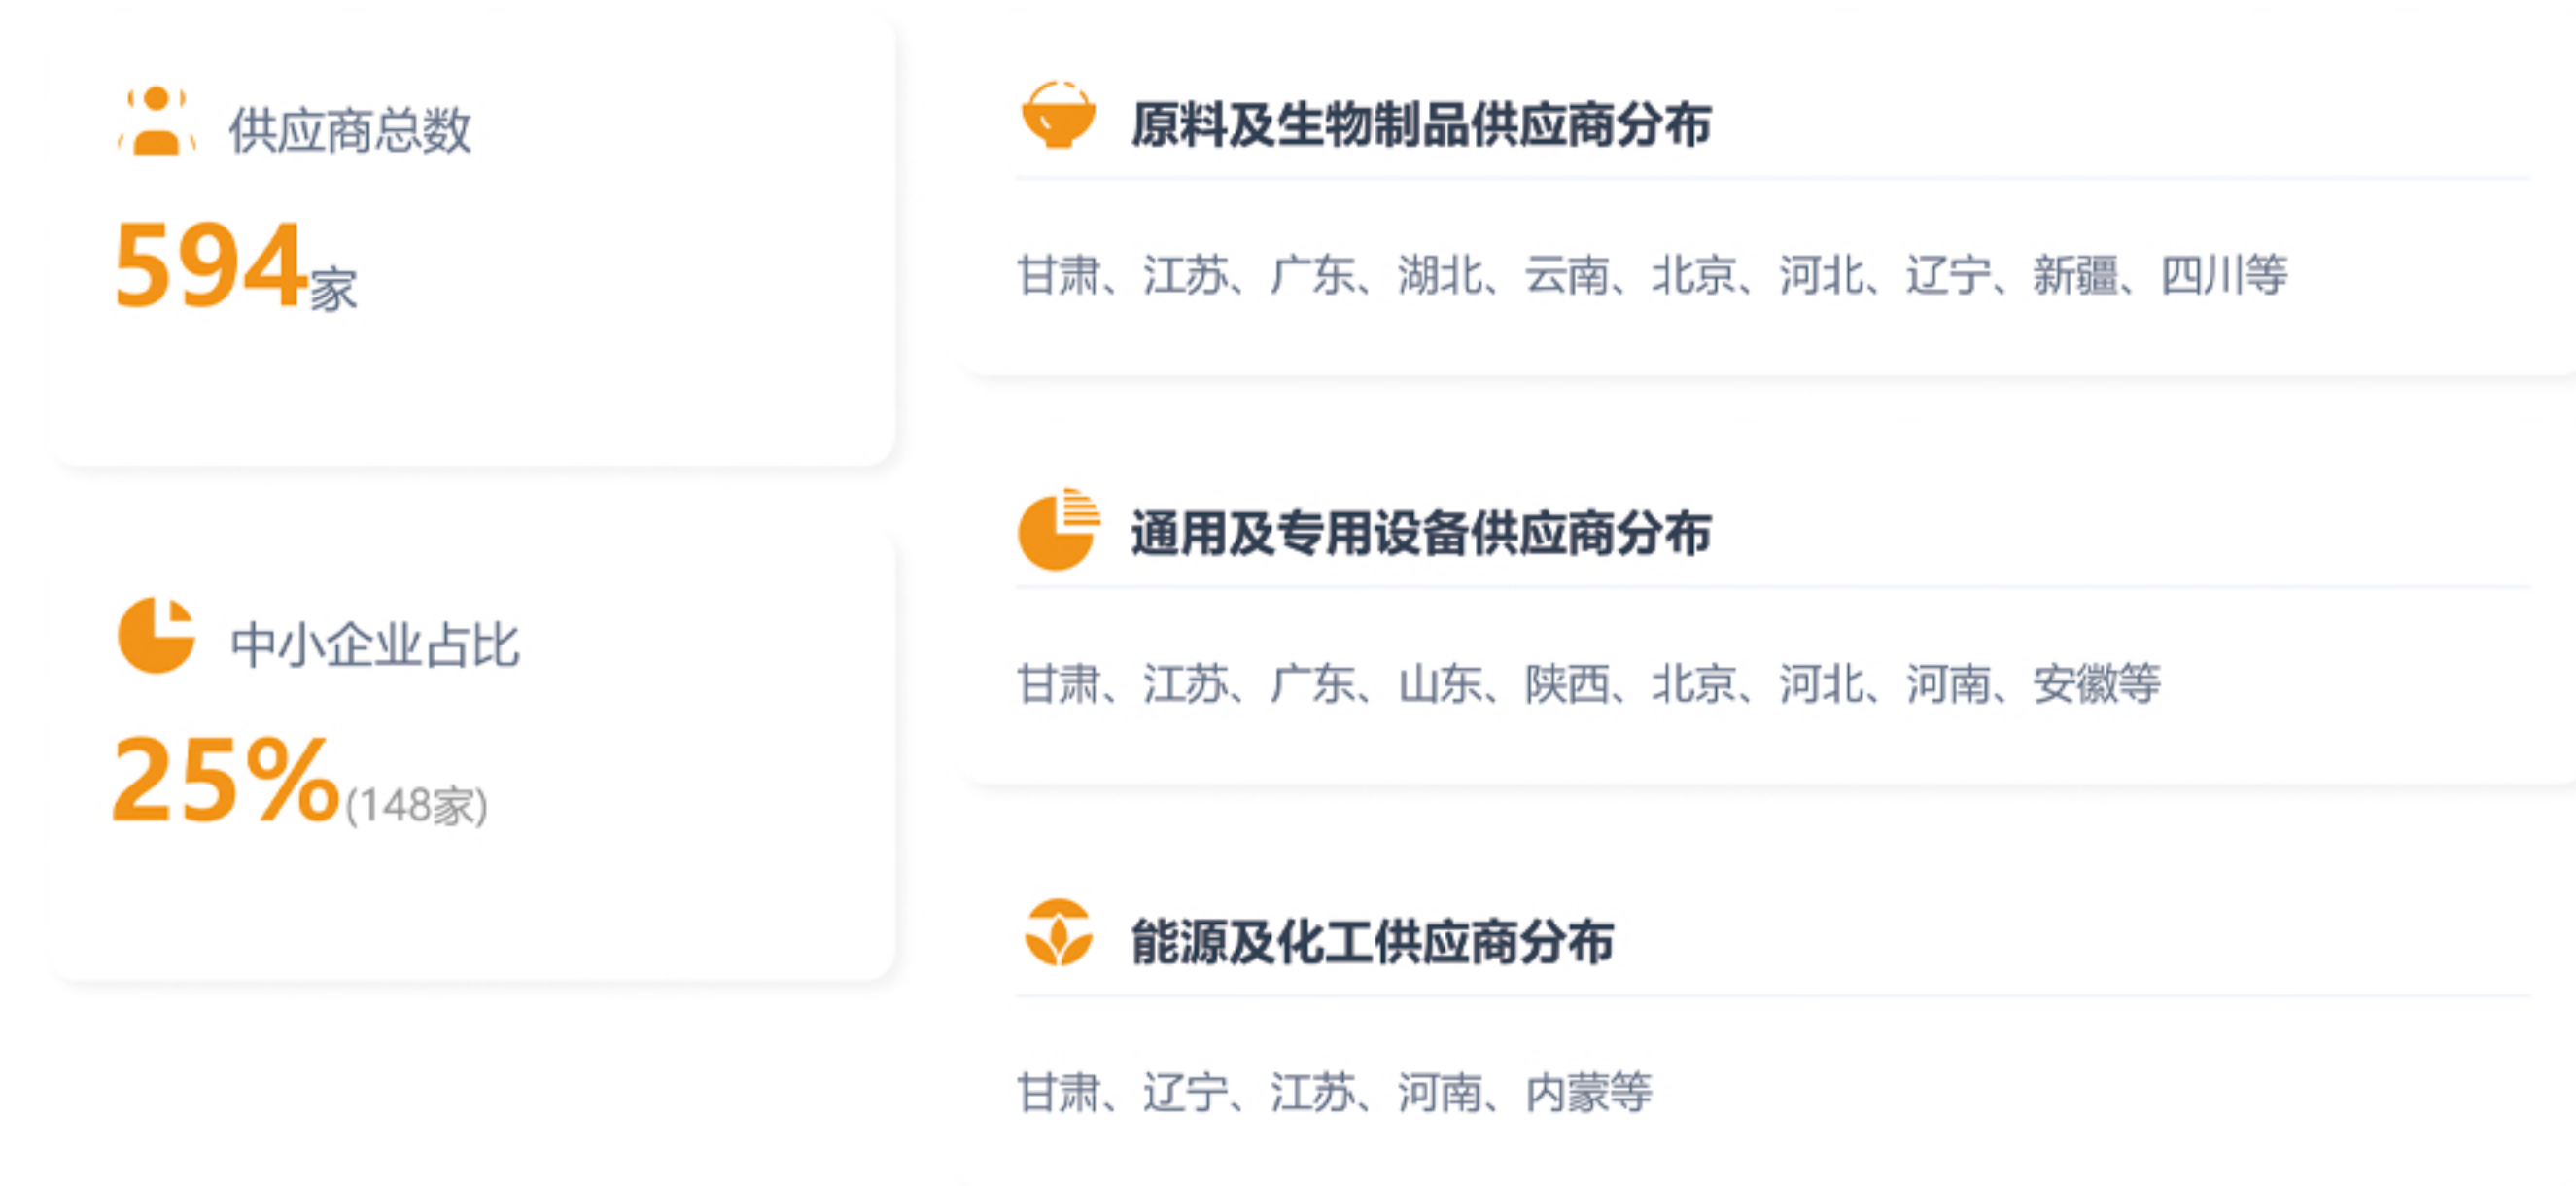 供应商总数
594家
中小企业占比
25%(148家)
原料及生物制品供应商分布
甘肃、江苏、广东、湖北、云南、北京、河北、辽宁、新疆、四川等
通用及专用设备供应商分布
甘肃、江苏、广东、山东、陕西、北京、河北、河南、安徽等
能源及化工供应商分布
甘肃、辽宁、江苏、河南、内蒙等